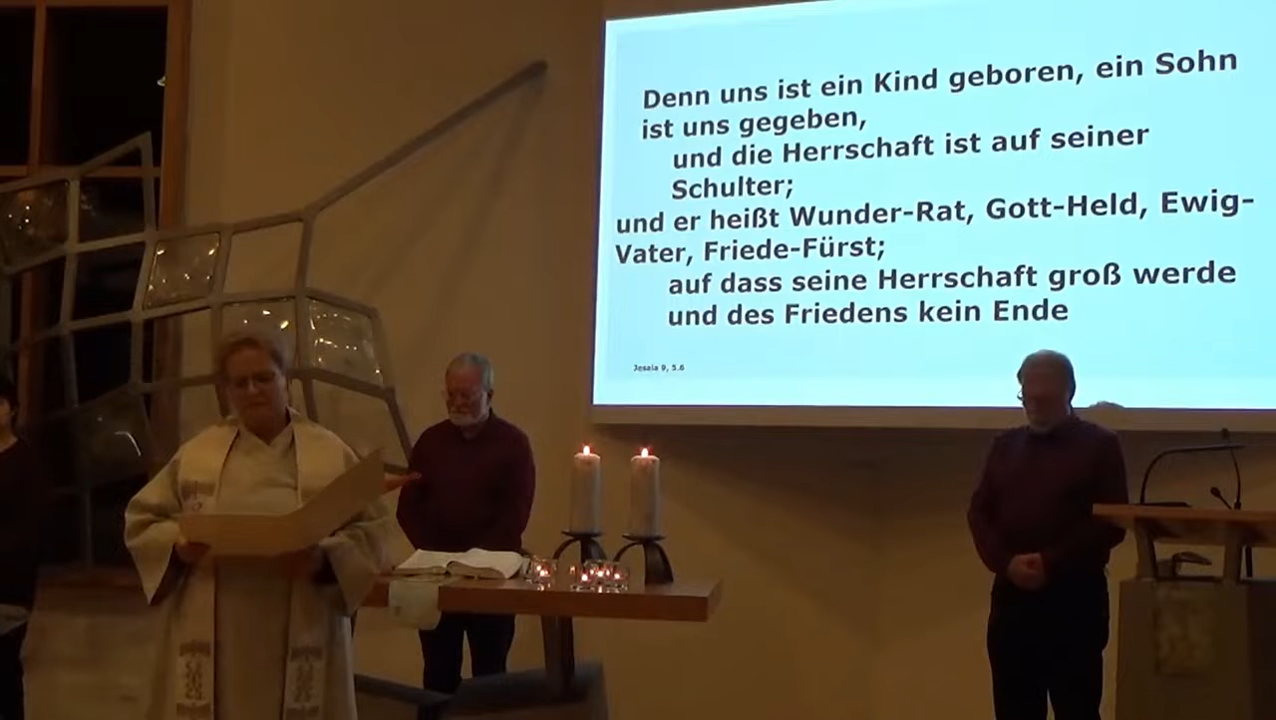 Denn uns ist ein Kind geboren, ein Sohn
ist uns gegeben,
und die Herrschaft ist auf seiner
Schulter;
und er heißt Wunder-Rat, Gott-Held, Ewig-
Vater, Friede-Fürst;
auf dass seine Herrschaft groß werde
und des Friedens kein Ende
Jesaia 9, 5.6